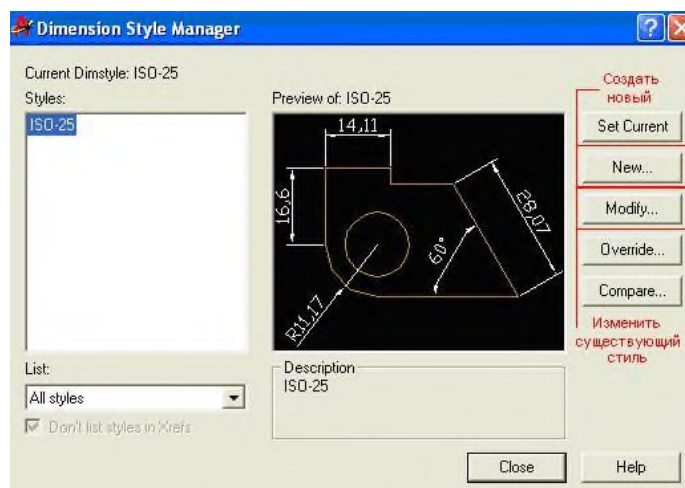 Dimension Style Manager
Current Dimstyle: ISO-25
Styles:
ISO-25
Preview of: ISO-25
14,11
16,6
28,07
60°
R11,17
Создать
новый
Set Current
New...
Modify...
Override...
Compare...
Изменить
существующий
стиль
List:
All styles
Don't list styles in Xrefs
Description
ISO-25
Close
Help